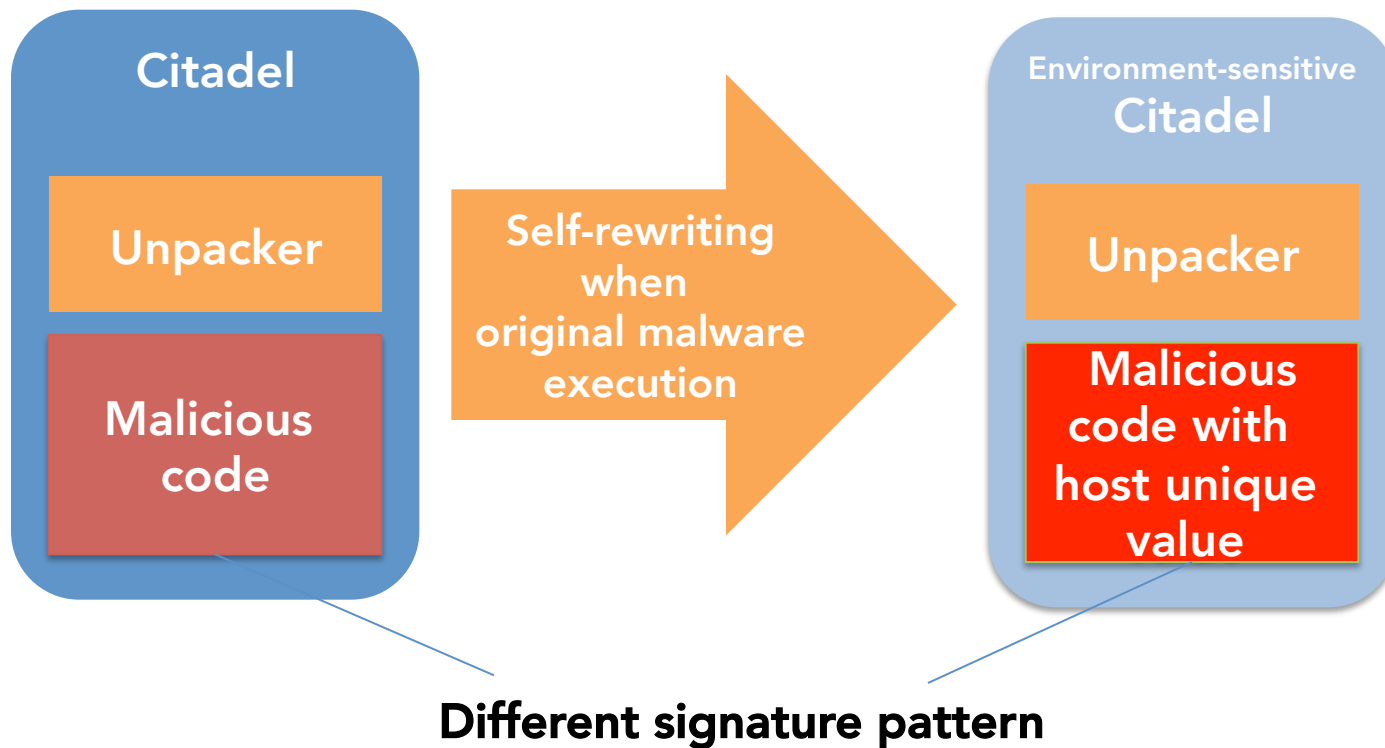 Citadel
Unpacker
Malicious
code
Self-rewriting
when
original malware
execution
Environment-sensitive
Citadel
Unpacker
Malicious
code with
host unique
value
Different signature pattern